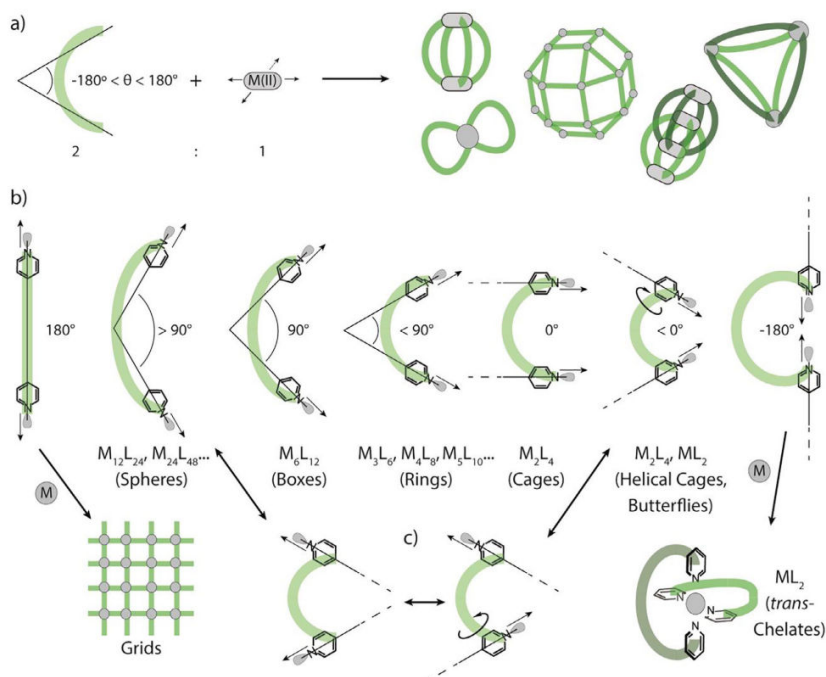 a)
-180° < θ < 180° + M(II)
2 : 1
b)
N N N N N N N
180° > 90° 90° < 90° 0° < 0° -180°
N N N N N N N
M₁₂L₂₄, M₂₄L₄₈... M₆L₁₂ M₃L₆, M₄L₈, M₅L₁₀... M₂L₄ M₂L₄, ML₂
(Spheres) (Boxes) (Rings) (Cages) (Helical Cages,
Butterflies)
M M
c)
N N N
N N N
ML₂
(trans-
Chelates)
N N
Grids